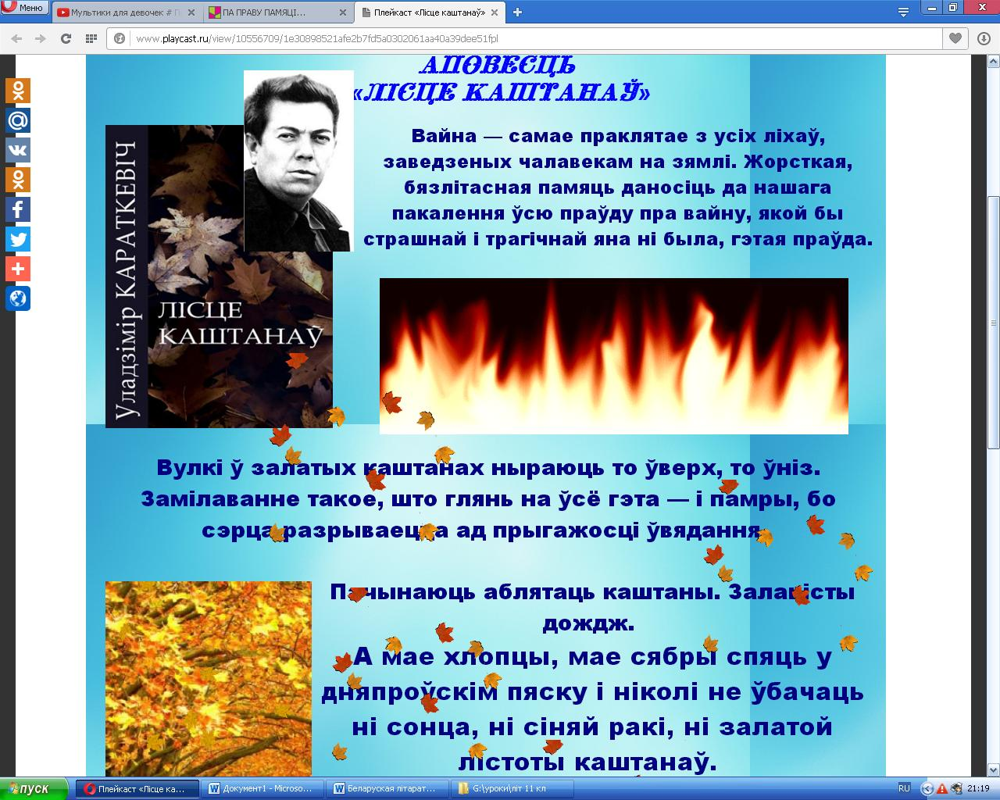 Меню
Мультики для девочек #
ПА ПРАВУ ПАМЯЦІ...
Плейкаст «Лісце каштанаў»
www.playcast.ru/view/10556709/1e30898521afe2b7fd5a0302061aa40a39dee51fpl
АПОВЕСЦЬ
«ЛІСЦЕ КАШТАНАЎ»
Уладзімір КАРАТКЕВІЧ
ЛІСЦЕ
КАШТАНАЎ
Вайна — самае праклятае з усіх ліхаў,
заведзеных чалавекам на зямлі. Жорсткая,
бязлітасная памяць даносіць да нашага
пакалення ўсю праўду пра вайну, якой бы
страшнай і трагічнай яна ні была, гэтая праўда.
Вулкі ў залатых каштанах ныраюць то ўверх, то ўніз.
Замілаванне такое, што глянь на ўсё гэта — і памры, бо
сэрца разрываецца ад прыгажосці ўвядання.
Пачынаюць аблятаць каштаны. Залацісты
дождж.
А мае хлопцы, мае сябры спяць у
дняпроўскім пяску і ніколі не ўбачаць
ні сонца, ні сіняй ракі, ні залатой
лістоты каштанаў.
пуск
Плейкаст «Лісце ка...
Документ1 - Microso...
Беларуская літарат...
G:\уроки\літ 11 кл
RU
21:19